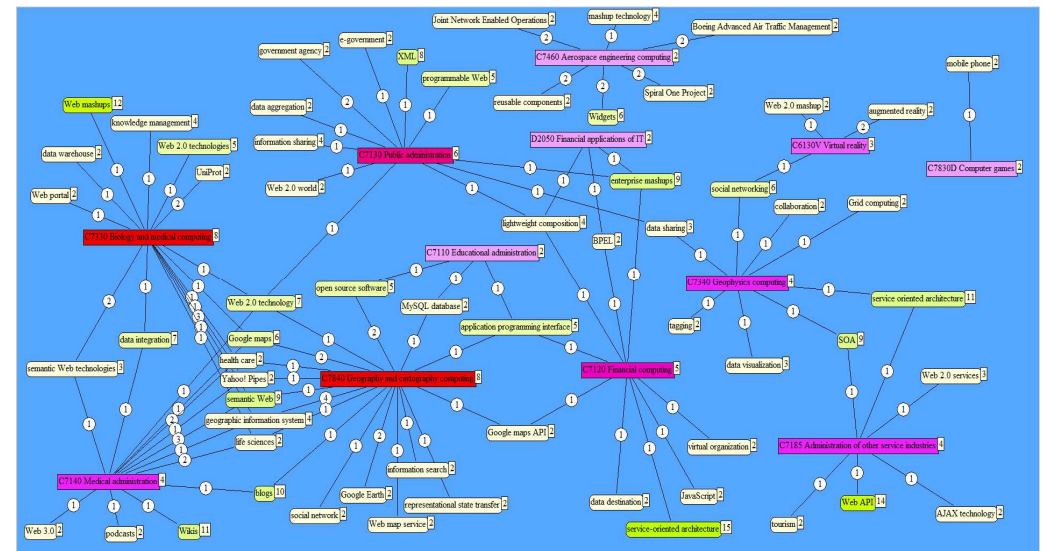 Joint Network Enabled Operations 2
mashup technology 4
Boeing Advanced Air Traffic Management 2
government agency 2
e-government 2
XML 8
C7460 Aerospace engineering computing 2
mobile phone 2
programmable Web 5
Web mashups 12
data aggregation 2
reusable components 2
Spiral One Project 2
knowledge management 4
Widgets 6
Web 2.0 mashup 2
augmented reality 2
information sharing 4
D2050 Financial applications of IT 2
data warehouse 2
Web 2.0 technologies 5
C7130 Public administration 6
C6130V Virtual reality 3
UniProt 2
C7830D Computer games 2
Web portal 2
Web 2.0 world 2
enterprise mashups 9
social networking 6
collaboration 2
Grid computing 2
lightweight composition 4
data sharing 3
C7330 Biology and medical computing 8
BPEL 2
C7110 Educational administration 2
C7340 Geophysics computing 4
open source software 5
Web 2.0 technology 7
MySQL database 2
service oriented architecture 11
application programming interface 5
tagging 2
data integration 7
Google maps 6
SOA 9
health care 2
data visualization 3
semantic Web technologies 3
Yahoo! Pipes 2
C7840 Geography and cartography computing 8
C7120 Financial computing 5
Web 2.0 services 3
semantic Web 9
geographic information system 4
Google maps API 2
life sciences 2
virtual organization 2
C7185 Administration of other service industries 4
information search 2
C7140 Medical administration 4
blogs 10
Google Earth 2
representational state transfer 2
data destination 2
JavaScript 2
Web API 14
social network 2
Web map service 2
AJAX technology 2
tourism 2
Web 3.0 2
podcasts 2
Wikis 11
service-oriented architecture 15